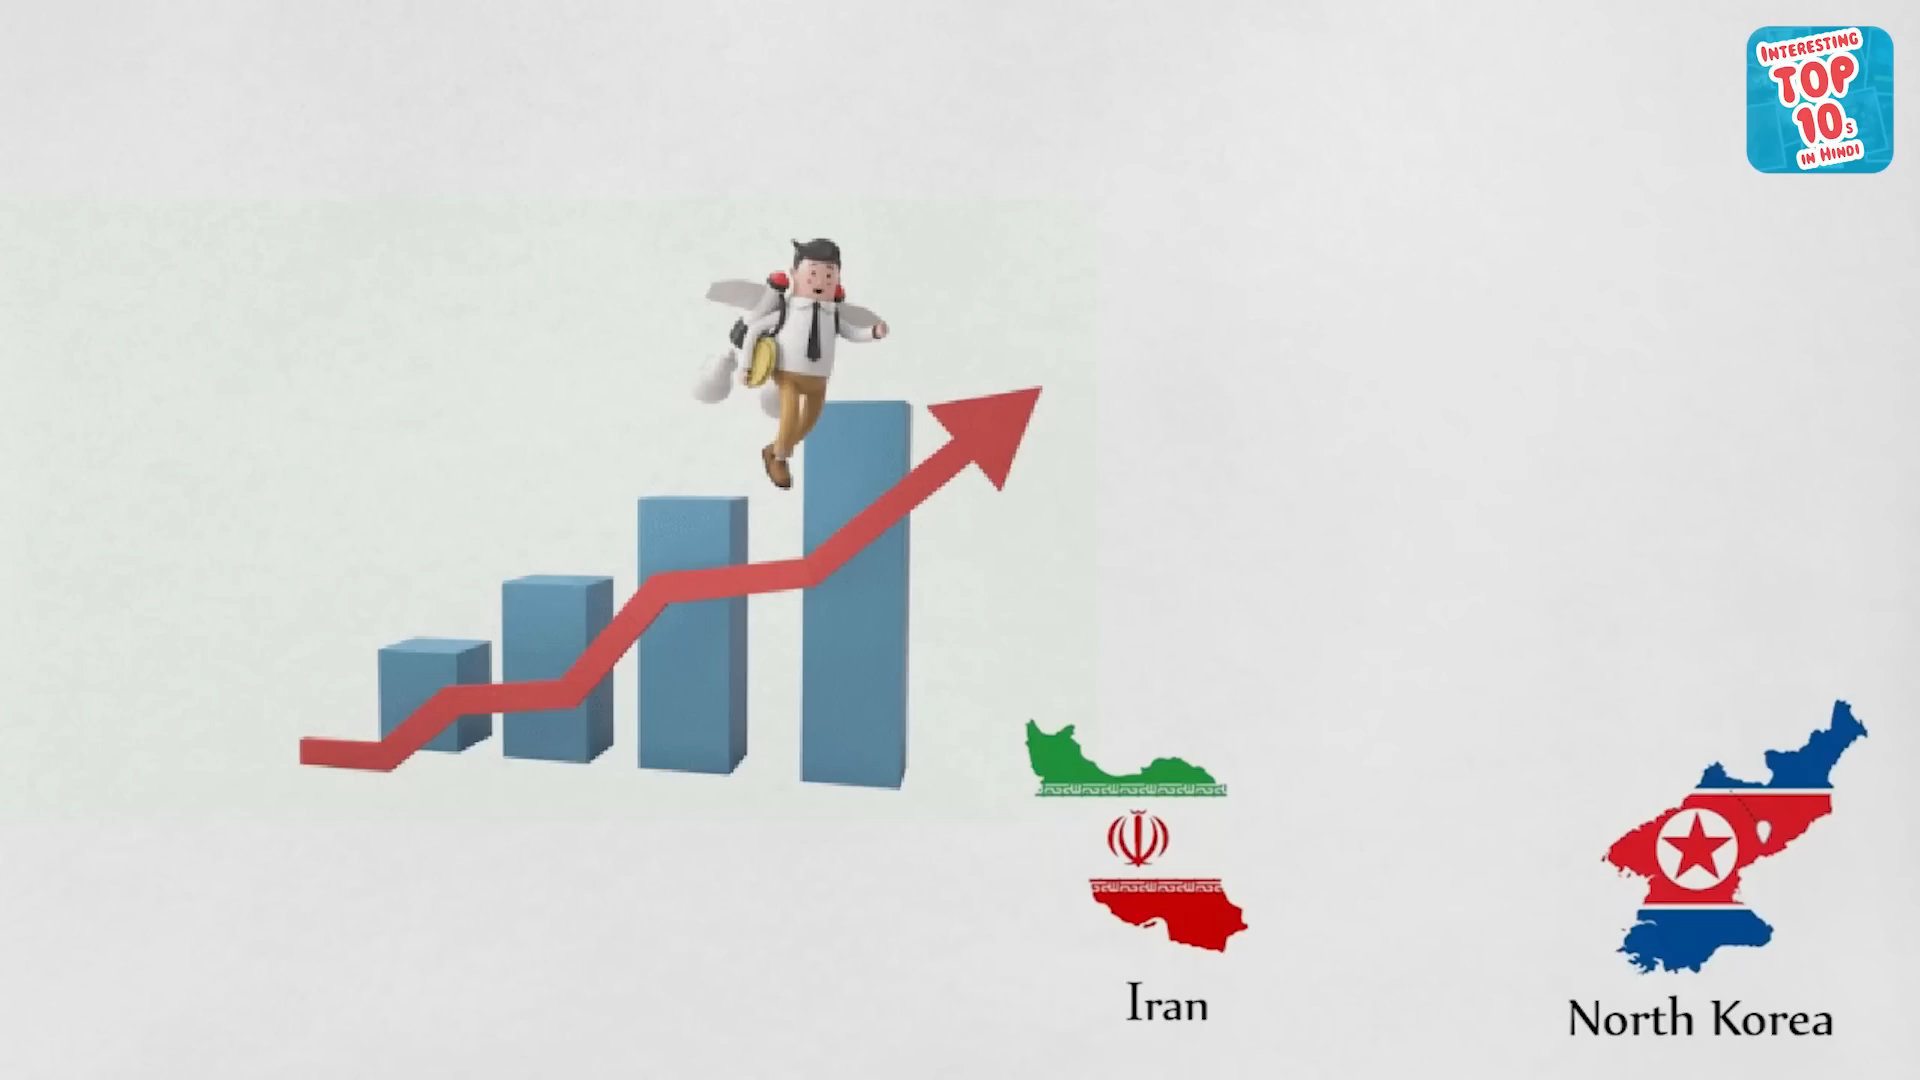 INTERESTING
TOP
10s
IN HINDI
Iran
North Korea